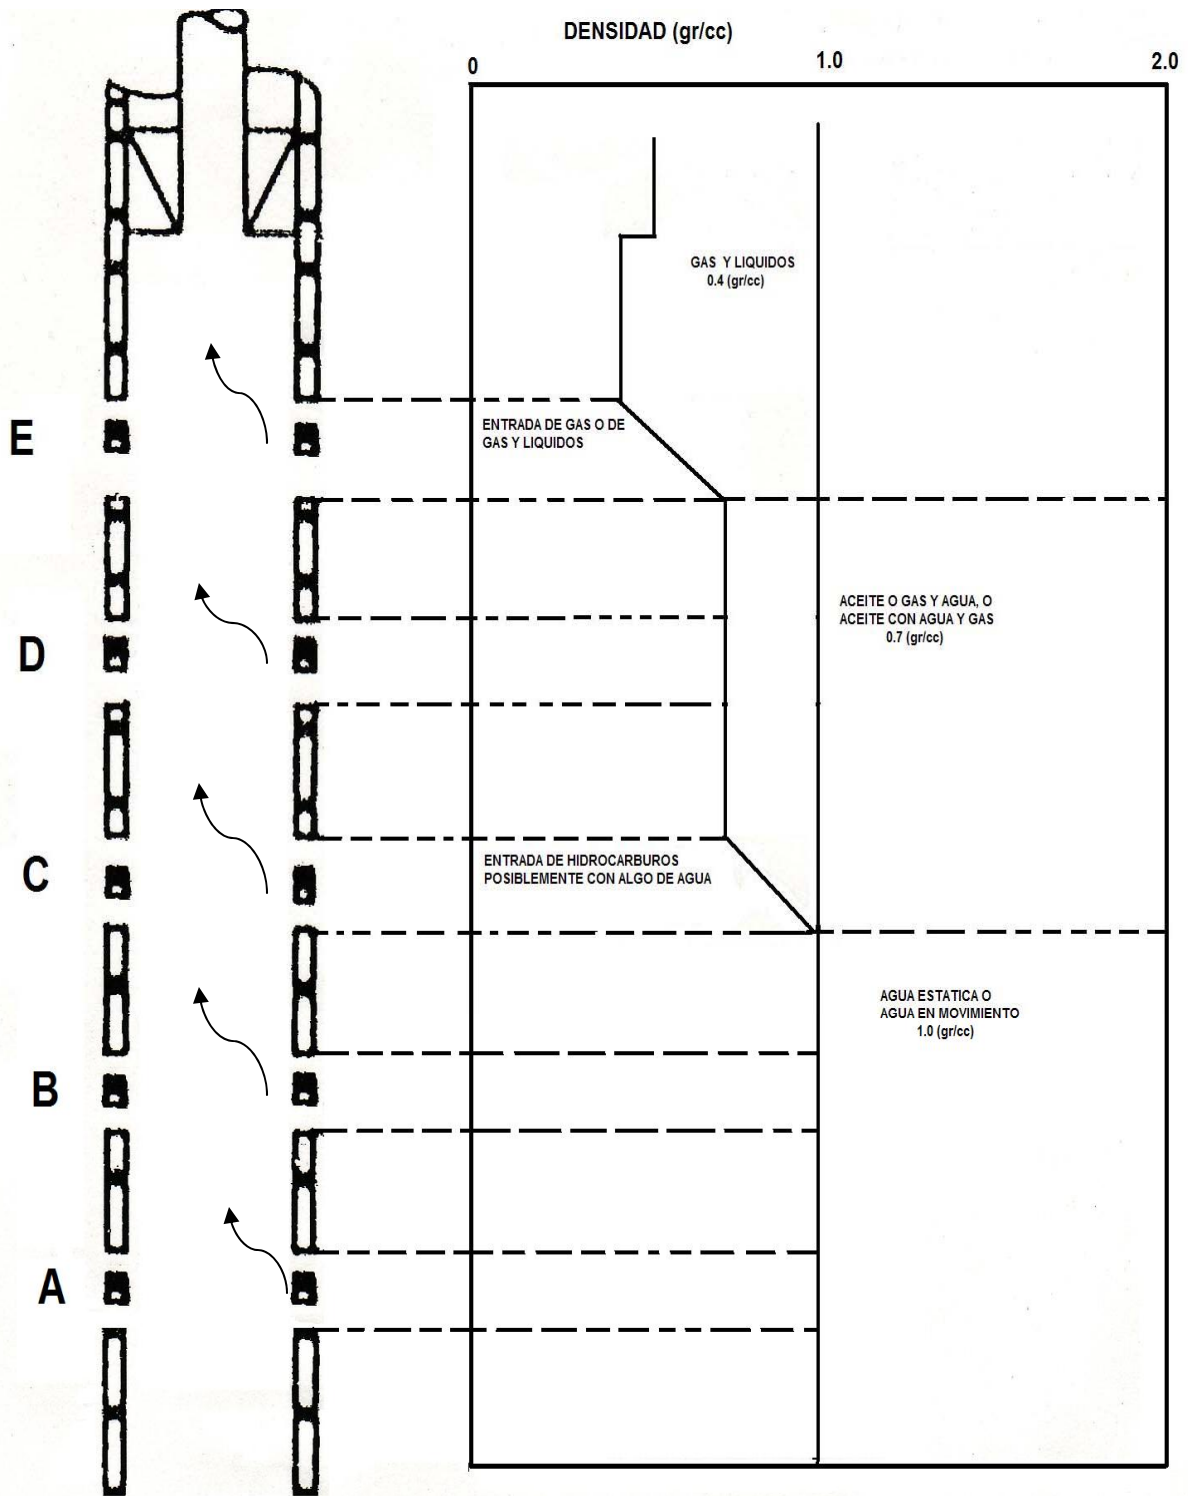 DENSIDAD (gr/cc)
0
1.0
2.0
GAS Y LIQUIDOS
0.4 (gr/cc)
E
ENTRADA DE GAS O DE
GAS Y LIQUIDOS
D
ACEITE O GAS Y AGUA, O
ACEITE CON AGUA Y GAS
0.7 (gr/cc)
C
ENTRADA DE HIDROCARBUROS
POSIBLEMENTE CON ALGO DE AGUA
AGUA ESTATICA O
AGUA EN MOVIMIENTO
1.0 (gr/cc)
B
A